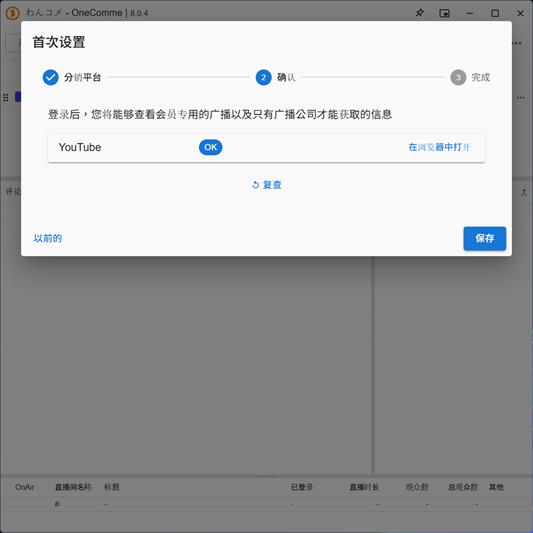 わんコメ - OneComme | 8.0.4
首次设置
分销平台
2 确认
3 完成
登录后，您将能够查看会员专用的广播以及只有广播公司才能获取的信息
YouTube OK 在浏览器中打开
复查
以前的 保存
评论
OnAir 直播间名称 标题 已登录 直播时长 观众数 总观众数 其他
# - - - - -